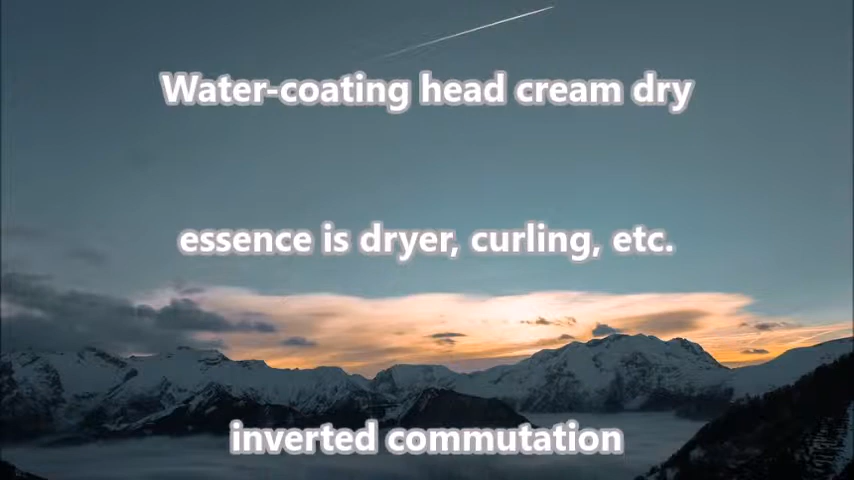 Water-coating head cream dry
essence is dryer, curling, etc.
inverted commutation